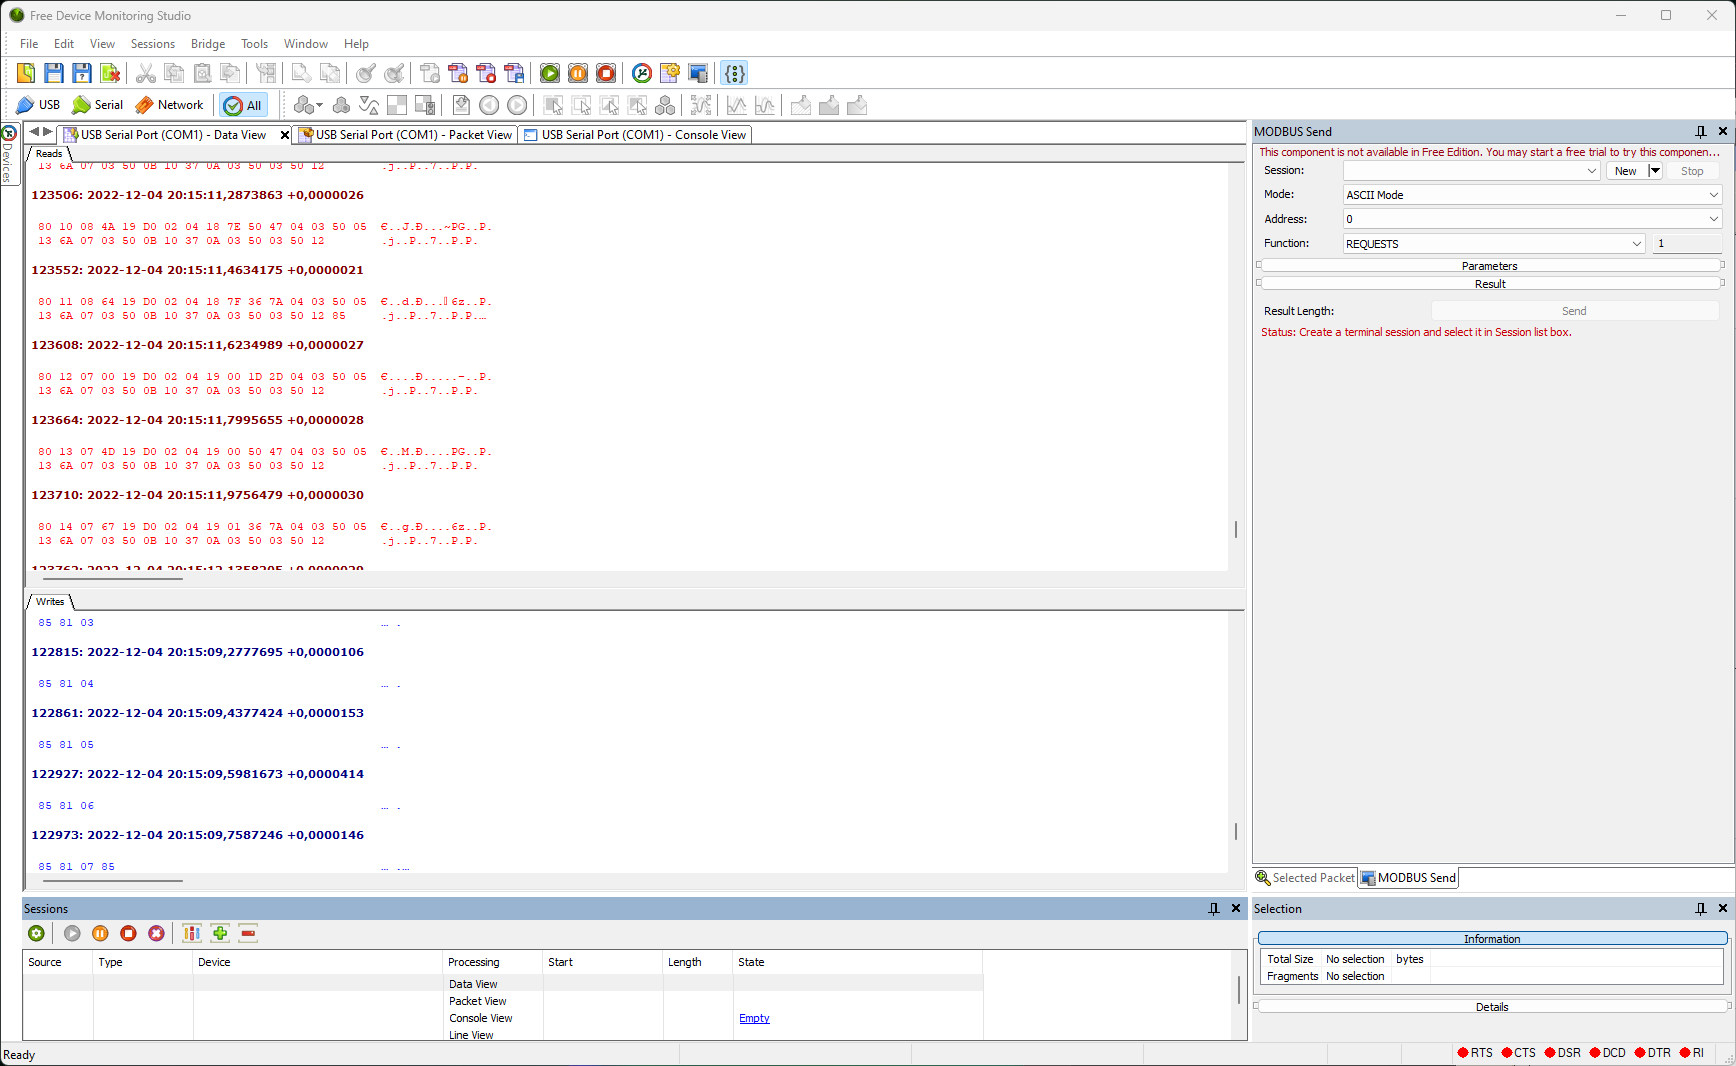 Free Device Monitoring Studio
File Edit View Sessions Bridge Tools Window Help
USB Serial Network All
Devices
USB Serial Port (COM1) - Data View USB Serial Port (COM1) - Packet View USB Serial Port (COM1) - Console View
Reads
13 6A 07 03 50 0B 10 37 0A 03 50 03 50 12 .j..P..7..P.P.
123506: 2022-12-04 20:15:11,2873863 +0,0000026
80 10 08 4A 19 D0 02 04 18 7E 50 47 04 03 50 05 €..J.Ð...~PG..P.
13 6A 07 03 50 0B 10 37 0A 03 50 03 50 12 .j..P..7..P.P.
123552: 2022-12-04 20:15:11,4634175 +0,0000021
80 11 08 64 19 D0 02 04 18 7F 36 7A 04 03 50 05 €..d.Ð...▯6z..P.
13 6A 07 03 50 0B 10 37 0A 03 50 03 50 12 85 .j..P..7..P.P.…
123608: 2022-12-04 20:15:11,6234989 +0,0000027
80 12 07 00 19 D0 02 04 19 00 1D 2D 04 03 50 05 €....Ð.....-..P.
13 6A 07 03 50 0B 10 37 0A 03 50 03 50 12 .j..P..7..P.P.
123664: 2022-12-04 20:15:11,7995655 +0,0000028
80 13 07 4D 19 D0 02 04 19 00 50 47 04 03 50 05 €..M.Ð....PG..P.
13 6A 07 03 50 0B 10 37 0A 03 50 03 50 12 .j..P..7..P.P.
123710: 2022-12-04 20:15:11,9756479 +0,0000030
80 14 07 67 19 D0 02 04 19 01 36 7A 04 03 50 05 €..g.Ð....6z..P.
13 6A 07 03 50 0B 10 37 0A 03 50 03 50 12 .j..P..7..P.P.
123762: 2022-12-04 20:15:12,1358205 +0,0000029
Writes
85 81 03 … .
122815: 2022-12-04 20:15:09,2777695 +0,0000106
85 81 04 … .
122861: 2022-12-04 20:15:09,4377424 +0,0000153
85 81 05 … .
122927: 2022-12-04 20:15:09,5981673 +0,0000414
85 81 06 … .
122973: 2022-12-04 20:15:09,7587246 +0,0000146
85 81 07 85 … .…
MODBUS Send
This component is not available in Free Edition. You may start a free trial to try this componen...
Session: New Stop
Mode: ASCII Mode
Address: 0
Function: REQUESTS 1
Parameters
Result
Result Length: Send
Status: Create a terminal session and select it in Session list box.
Selected Packet MODBUS Send
Sessions
Source Type Device Processing Start Length State
Data View
Packet View
Console View Empty
Line View
Selection
Information
Total Size No selection bytes
Fragments No selection
Details
Ready RTS CTS DSR DCD DTR RI